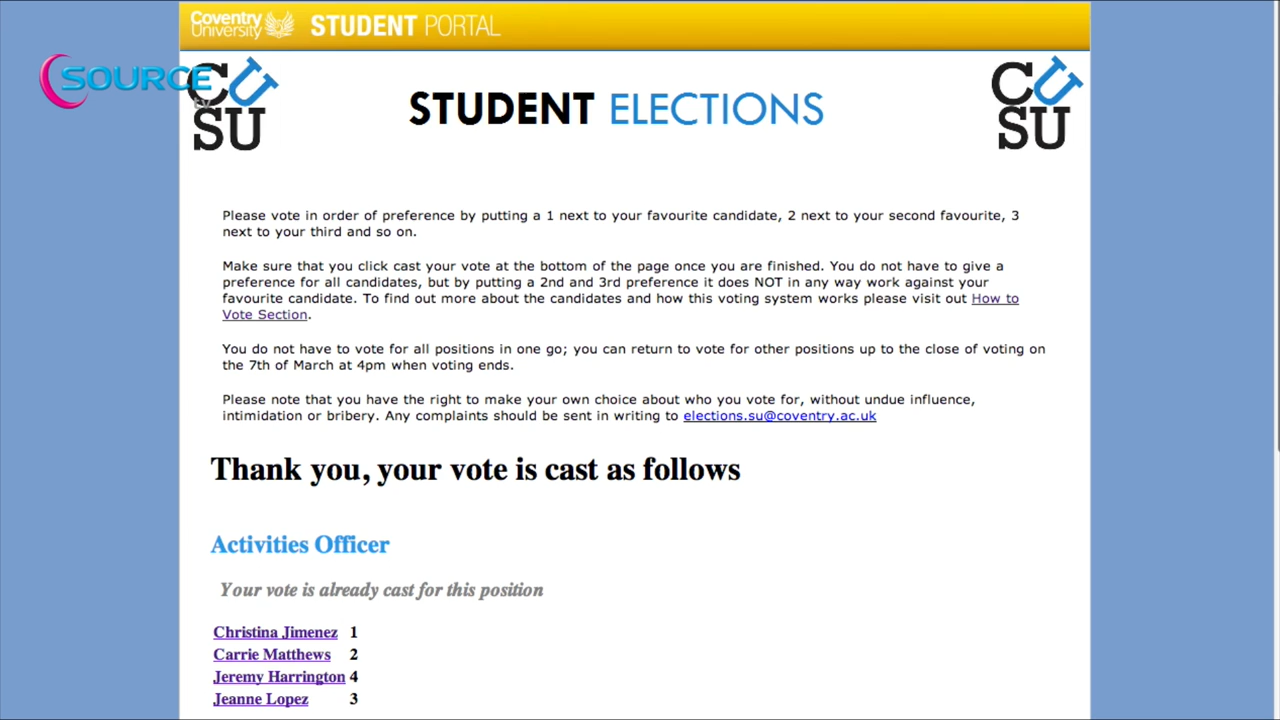 Coventry
University
STUDENT PORTAL
SOURCE
tv
CU
SU
STUDENT ELECTIONS
CU
SU
Please vote in order of preference by putting a 1 next to your favourite candidate, 2 next to your second favourite, 3
next to your third and so on.
Make sure that you click cast your vote at the bottom of the page once you are finished. You do not have to give a
preference for all candidates, but by putting a 2nd and 3rd preference it does NOT in any way work against your
favourite candidate. To find out more about the candidates and how this voting system works please visit out How to
Vote Section.
You do not have to vote for all positions in one go; you can return to vote for other positions up to the close of voting on
the 7th of March at 4pm when voting ends.
Please note that you have the right to make your own choice about who you vote for, without undue influence,
intimidation or bribery. Any complaints should be sent in writing to elections.su@coventry.ac.uk
Thank you, your vote is cast as follows
Activities Officer
Your vote is already cast for this position
Christina Jimenez 1
Carrie Matthews 2
Jeremy Harrington 4
Jeanne Lopez 3